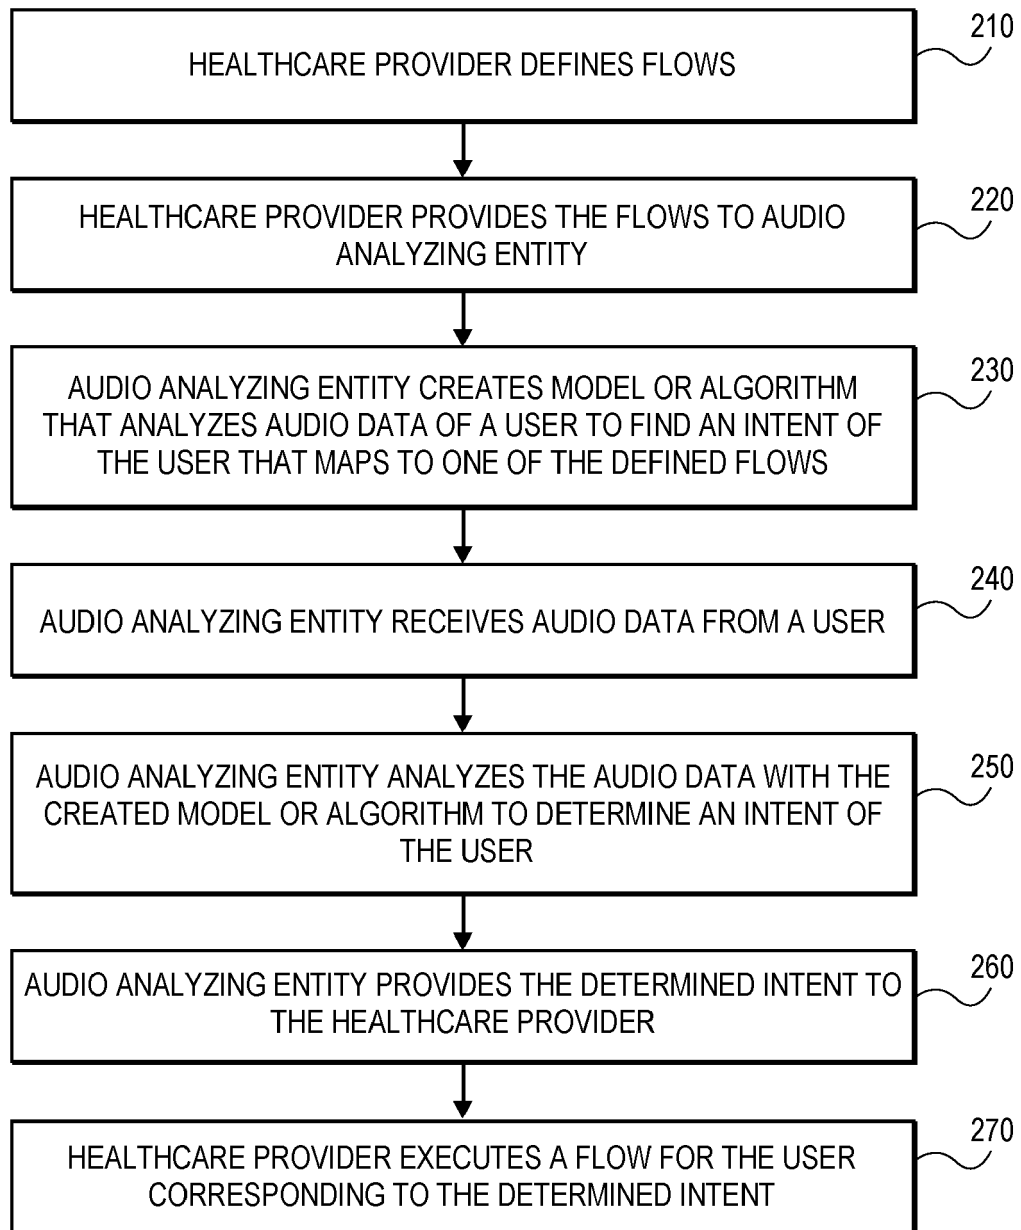 210
HEALTHCARE PROVIDER DEFINES FLOWS
220
HEALTHCARE PROVIDER PROVIDES THE FLOWS TO AUDIO
ANALYZING ENTITY
230
AUDIO ANALYZING ENTITY CREATES MODEL OR ALGORITHM
THAT ANALYZES AUDIO DATA OF A USER TO FIND AN INTENT OF
THE USER THAT MAPS TO ONE OF THE DEFINED FLOWS
240
AUDIO ANALYZING ENTITY RECEIVES AUDIO DATA FROM A USER
250
AUDIO ANALYZING ENTITY ANALYZES THE AUDIO DATA WITH THE
CREATED MODEL OR ALGORITHM TO DETERMINE AN INTENT OF
THE USER
260
AUDIO ANALYZING ENTITY PROVIDES THE DETERMINED INTENT TO
THE HEALTHCARE PROVIDER
270
HEALTHCARE PROVIDER EXECUTES A FLOW FOR THE USER
CORRESPONDING TO THE DETERMINED INTENT